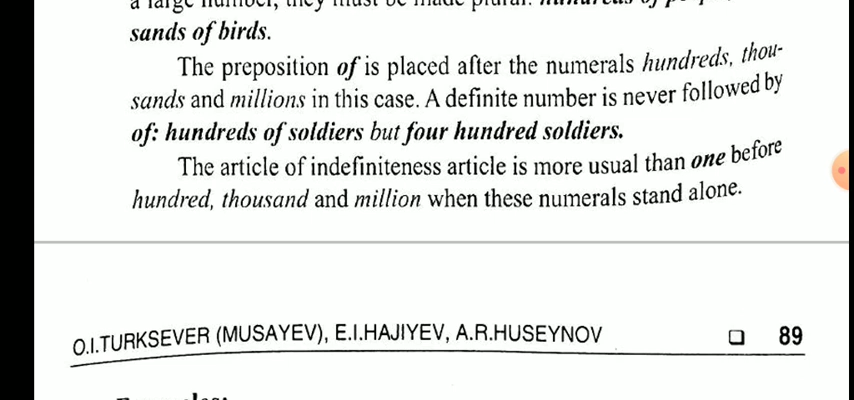 a large number, they must be made plural: hundreds of
sands of birds.
The preposition of is placed after the numerals hundreds, thou-
sands and millions in this case. A definite number is never followed by
of: hundreds of soldiers but four hundred soldiers.
The article of indefiniteness article is more usual than one before
hundred, thousand and million when these numerals stand alone.
O.I.TURKSEVER (MUSAYEV), E.I.HAJIYEV, A.R.HUSEYNOV 89